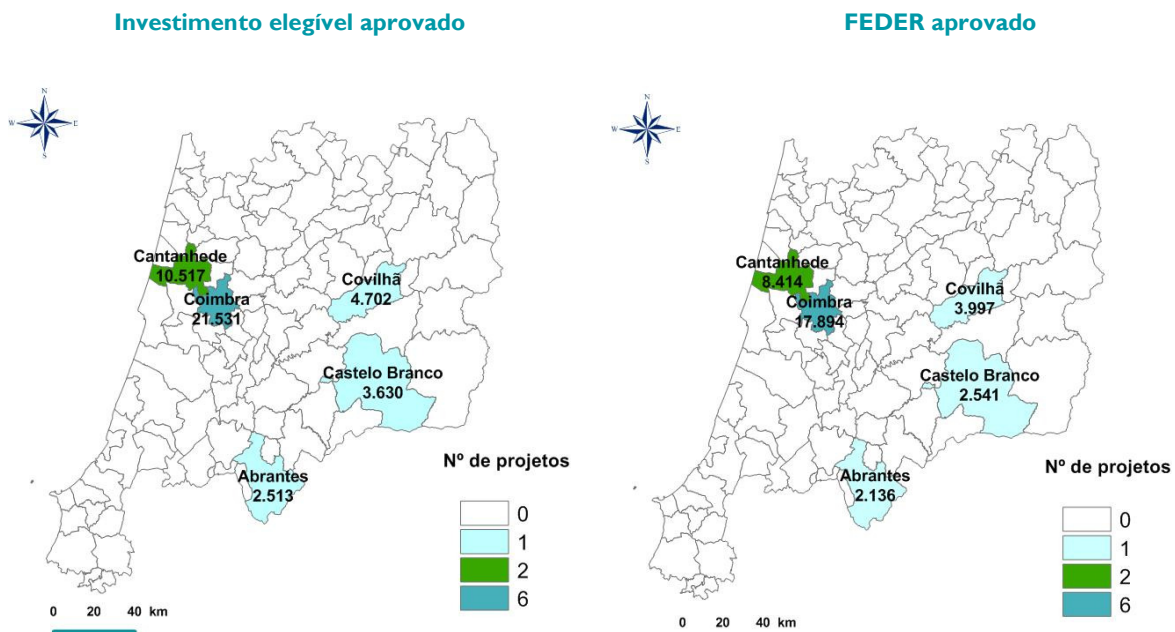 Investimento elegível aprovado
N
W E
S
Cantanhede
10.517
Coimbra
21.531
Covilhã
4.702
Castelo Branco
3.630
Abrantes
2.513
Nº de projetos
0
1
2
6
0 20 40 km
FEDER aprovado
N
W E
S
Cantanhede
8.414
Coimbra
17.894
Covilhã
3.997
Castelo Branco
2.541
Abrantes
2.136
Nº de projetos
0
1
2
6
0 20 40 km